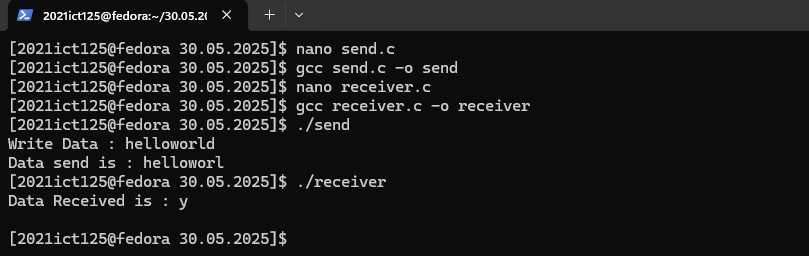 2021ict125@fedora:~/30.05.20
[2021ict125@fedora 30.05.2025]$ nano send.c
[2021ict125@fedora 30.05.2025]$ gcc send.c -o send
[2021ict125@fedora 30.05.2025]$ nano receiver.c
[2021ict125@fedora 30.05.2025]$ gcc receiver.c -o receiver
[2021ict125@fedora 30.05.2025]$ ./send
Write Data : helloworld
Data send is : helloworl
[2021ict125@fedora 30.05.2025]$ ./receiver
Data Received is : y
[2021ict125@fedora 30.05.2025]$